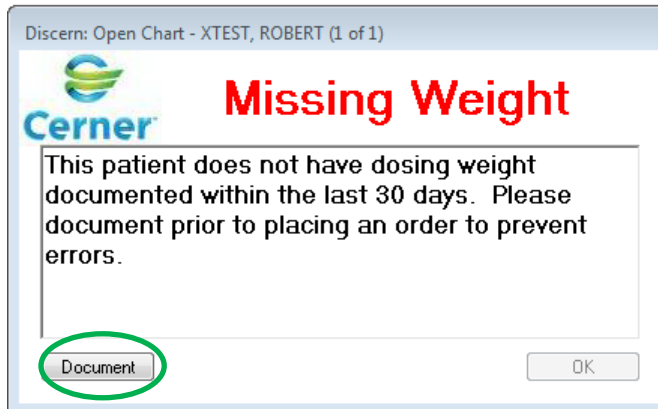 Discern: Open Chart - XTEST, ROBERT (1 of 1)
Cerner
Missing Weight
This patient does not have dosing weight
documented within the last 30 days.  Please
document prior to placing an order to prevent
errors.
Document
OK